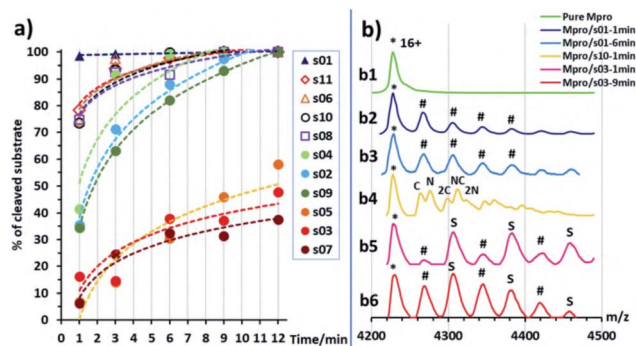 a)
% of cleaved substrate
100
90
80
70
60
50
40
30
20
10
0
0 1 2 3 4 5 6 7 8 9 10 11 12 Time/min
s01
s11
s06
s10
s08
s04
s02
s09
s05
s03
s07
b)
Pure Mpro
Mpro/s01-1min
Mpro/s01-6min
Mpro/s10-1min
Mpro/s03-1min
Mpro/s03-9min
* 16+
b1
* # # # #
b2
* # # # #
b3
* C N 2C NC 2N
b4
* # S # S # S
b5
* # S # S # S
b6
m/z
4200 4300 4400 4500